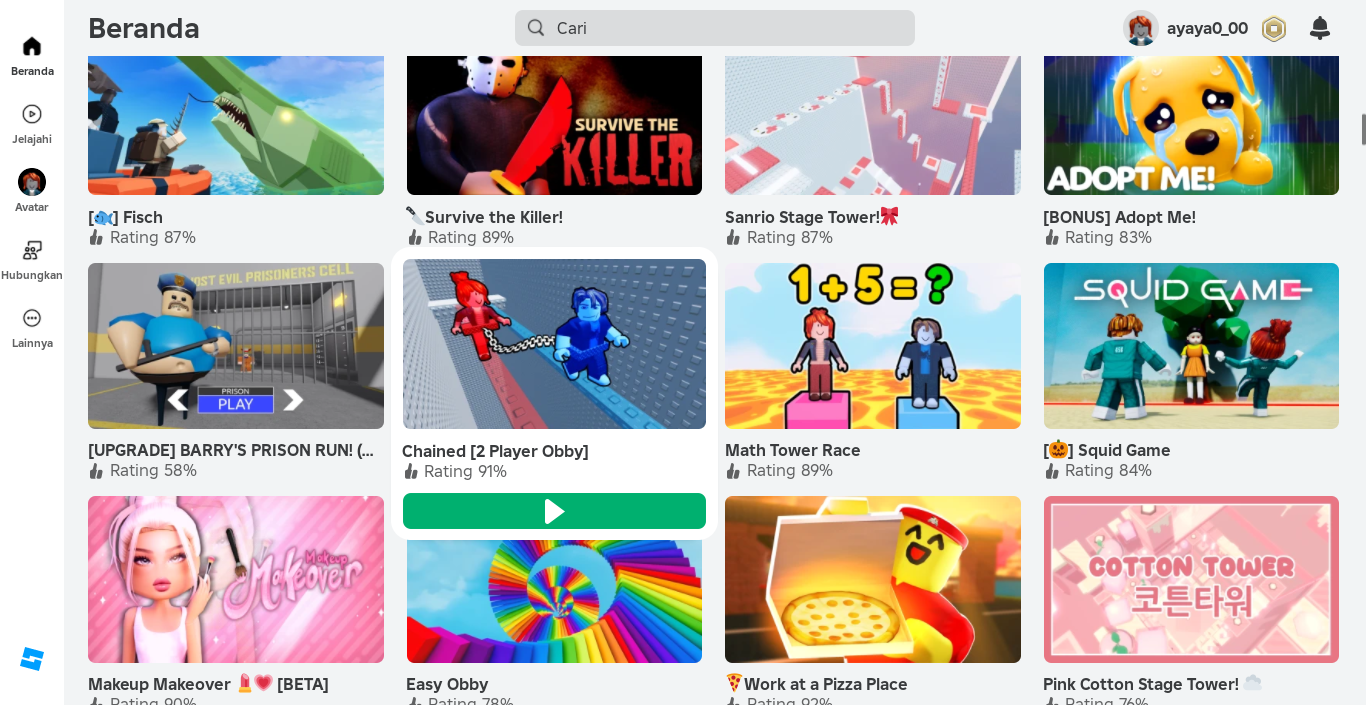 Beranda
Cari
ayaya0_00
Beranda
Jelajahi
Avatar
Hubungkan
Lainnya
SURVIVE THE
KILLER
ADOPT ME!
[🐟] Fisch
🔪Survive the Killer!
Sanrio Stage Tower!🎀
[BONUS] Adopt Me!
Rating 87%
Rating 89%
Rating 87%
Rating 83%
MOST EVIL PRISONERS CELL
PRISON
PLAY
1+5=?
SQUID GAME
[UPGRADE] BARRY'S PRISON RUN! (...
Chained [2 Player Obby]
Math Tower Race
[🎃] Squid Game
Rating 58%
Rating 91%
Rating 89%
Rating 84%
Makeup
Makeover
COTTON TOWER
코튼타워
Makeup Makeover 💄💗 [BETA]
Easy Obby
🍕Work at a Pizza Place
Pink Cotton Stage Tower! ☁️
Rating 90%
Rating 78%
Rating 92%
Rating 76%